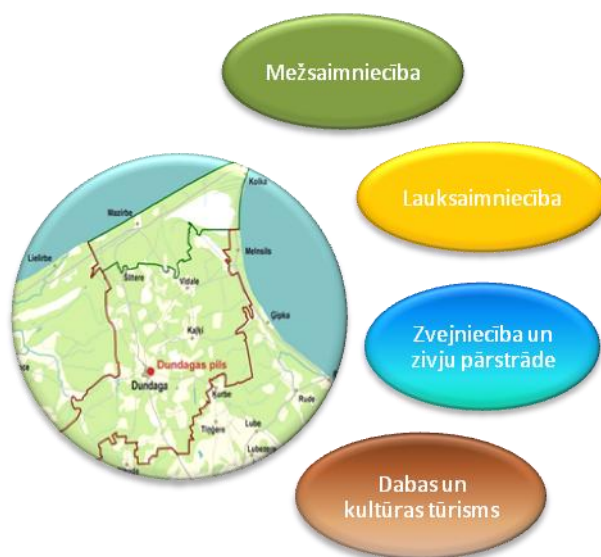 Mežsaimniecība
Lauksaimniecība
Zvejniecība un
zivju pārstrāde
Dabas un
kultūras tūrisms
Kolka
Mazirbe
Lielirbe
Melnsils
Šlītere
Vīdale
Ģipka
Kaļķi
Dundagas pils
Dundaga
Kurbe
Rude
Tiņģere
Lube